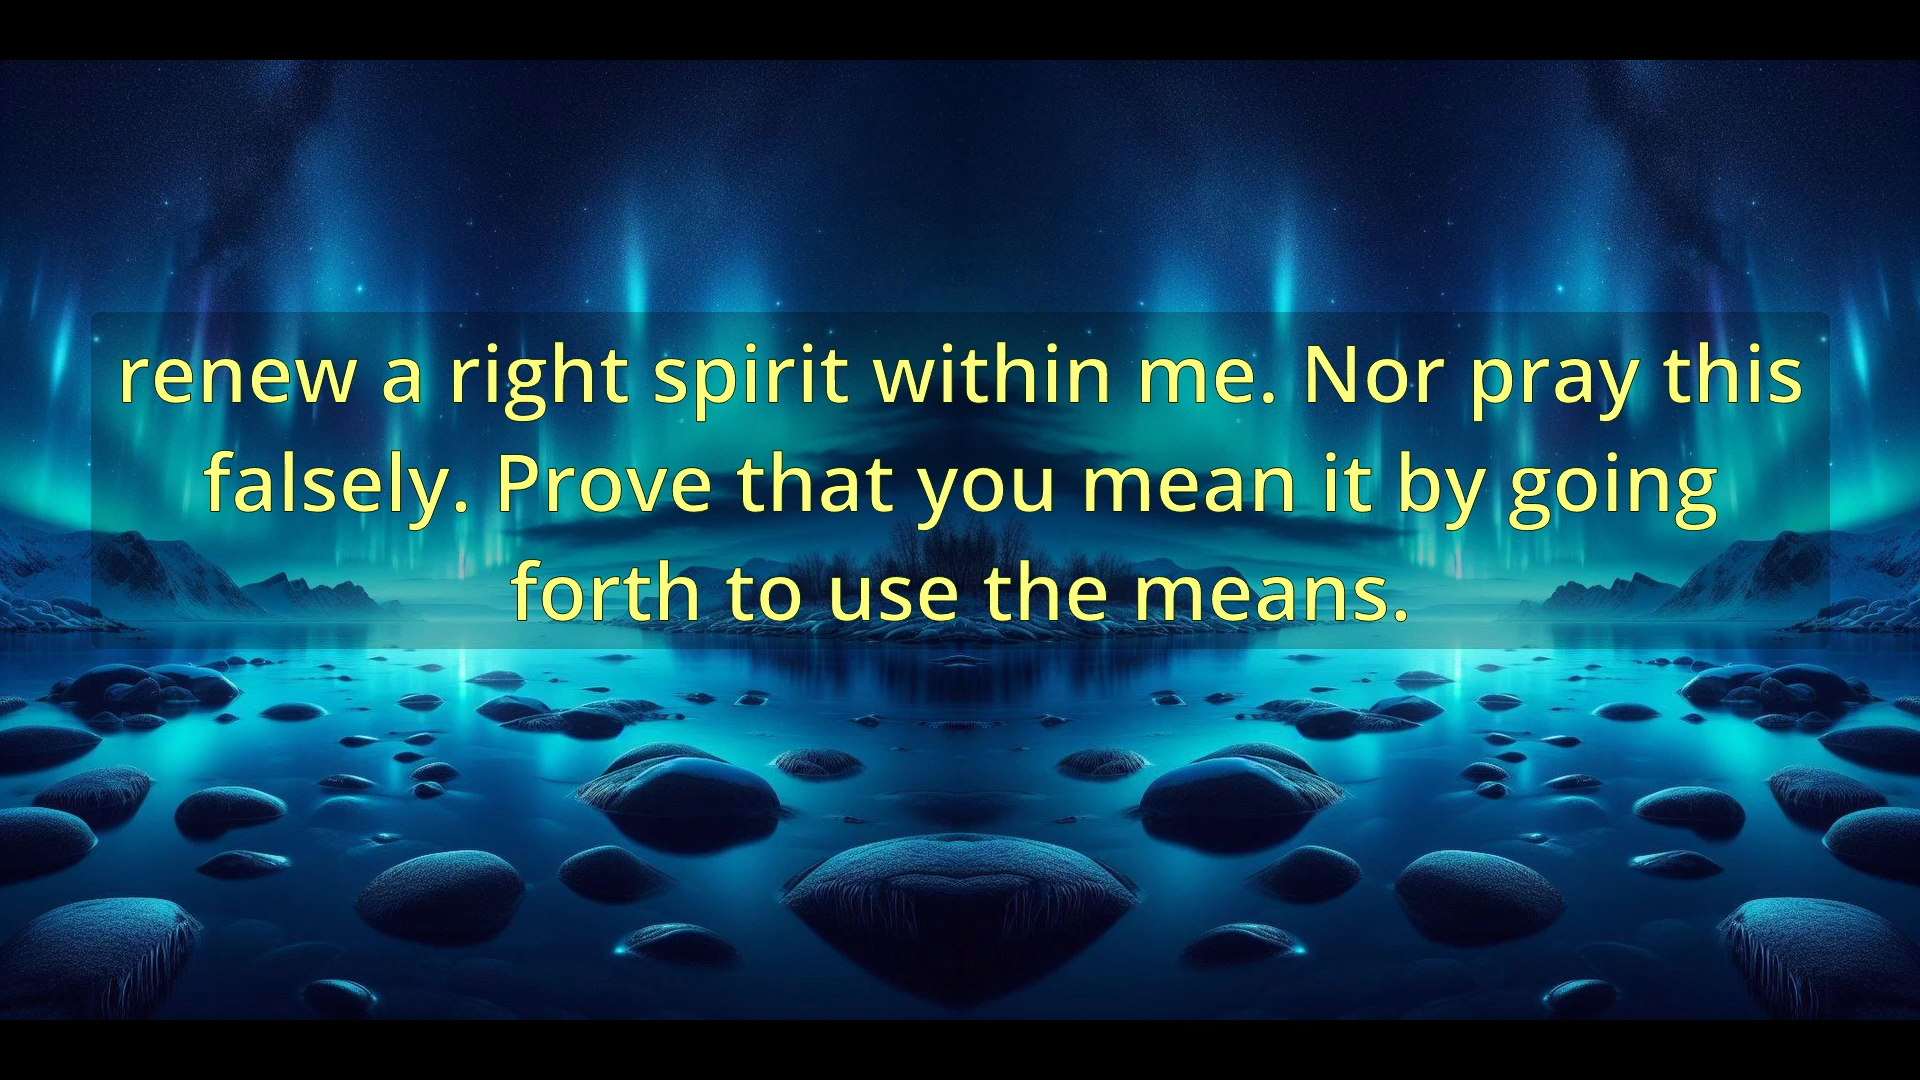 renew a right spirit within me. Nor pray this
falsely. Prove that you mean it by going
forth to use the means.